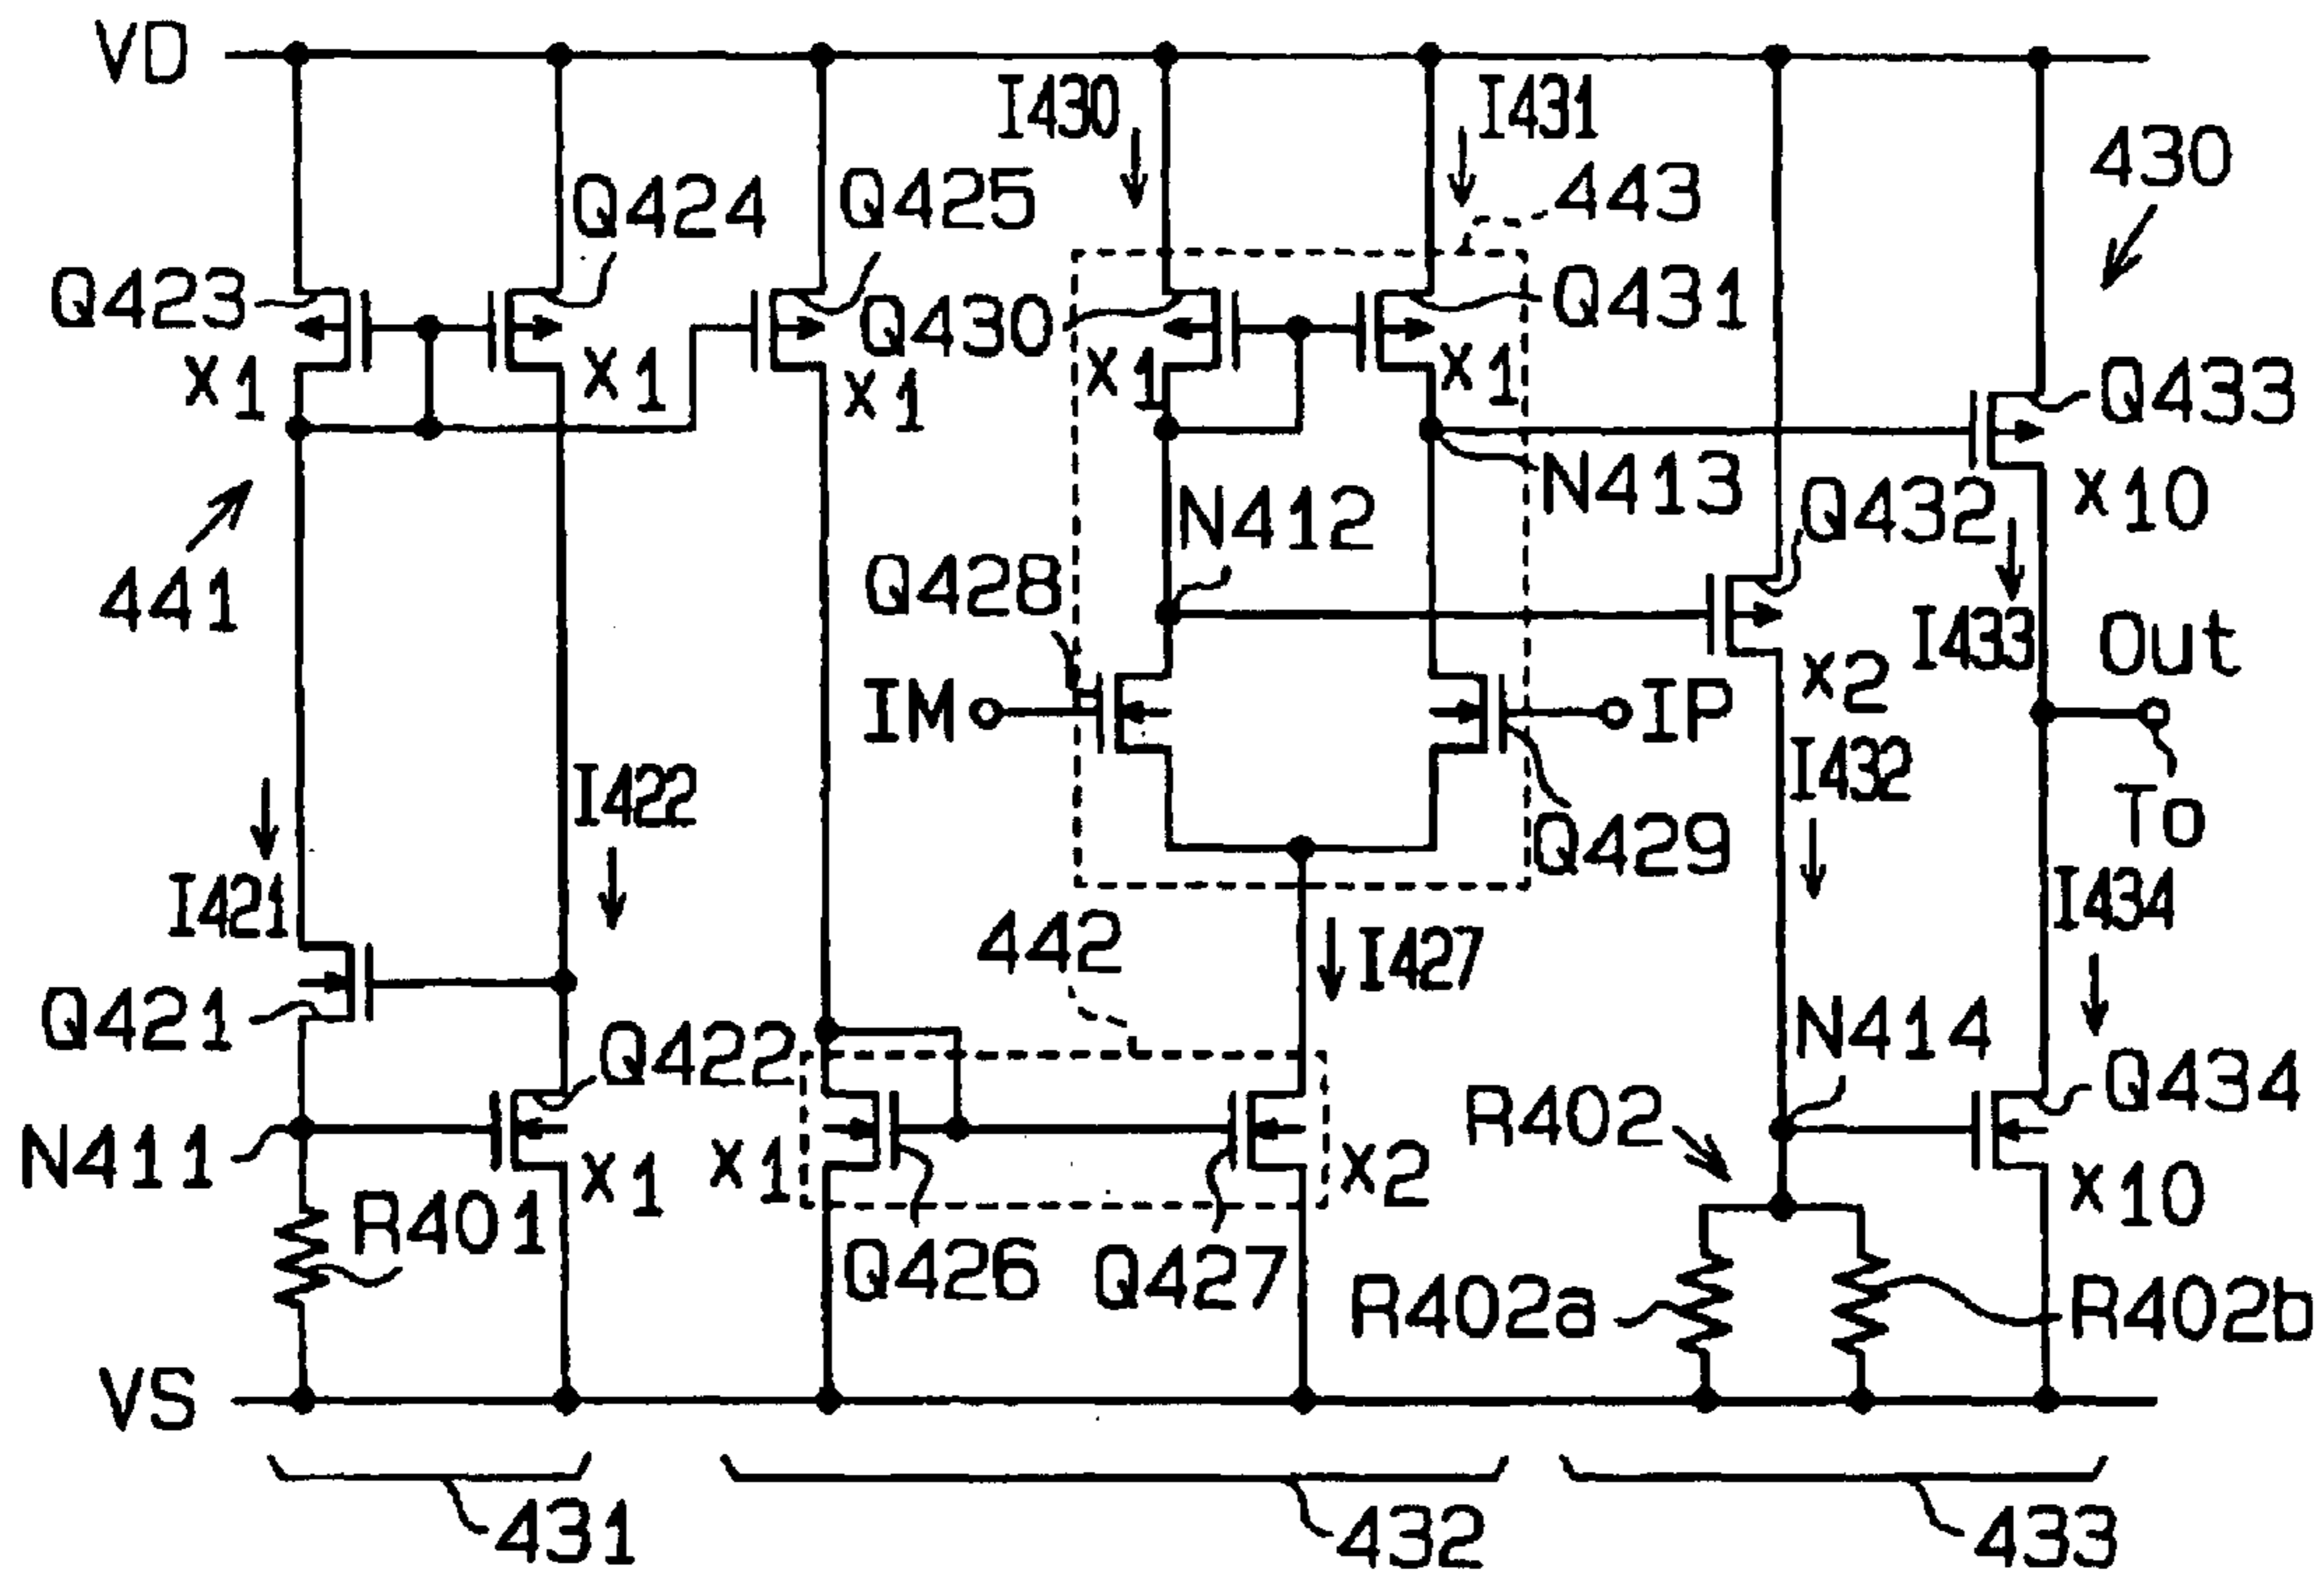 VD
I430
I431
430
Q424
Q425
443
Q423
Q430
Q431
x1
x1
x1
x1
x1
Q433
N412
N413
Q432
x10
441
Q428
I433
Out
IM
IP
x2
I422
I432
To
Q429
I421
442
I427
I434
Q421
Q422
N414
Q434
N411
x1
x1
x2
R402
x10
R401
Q426
Q427
R402a
R402b
VS
431
432
433